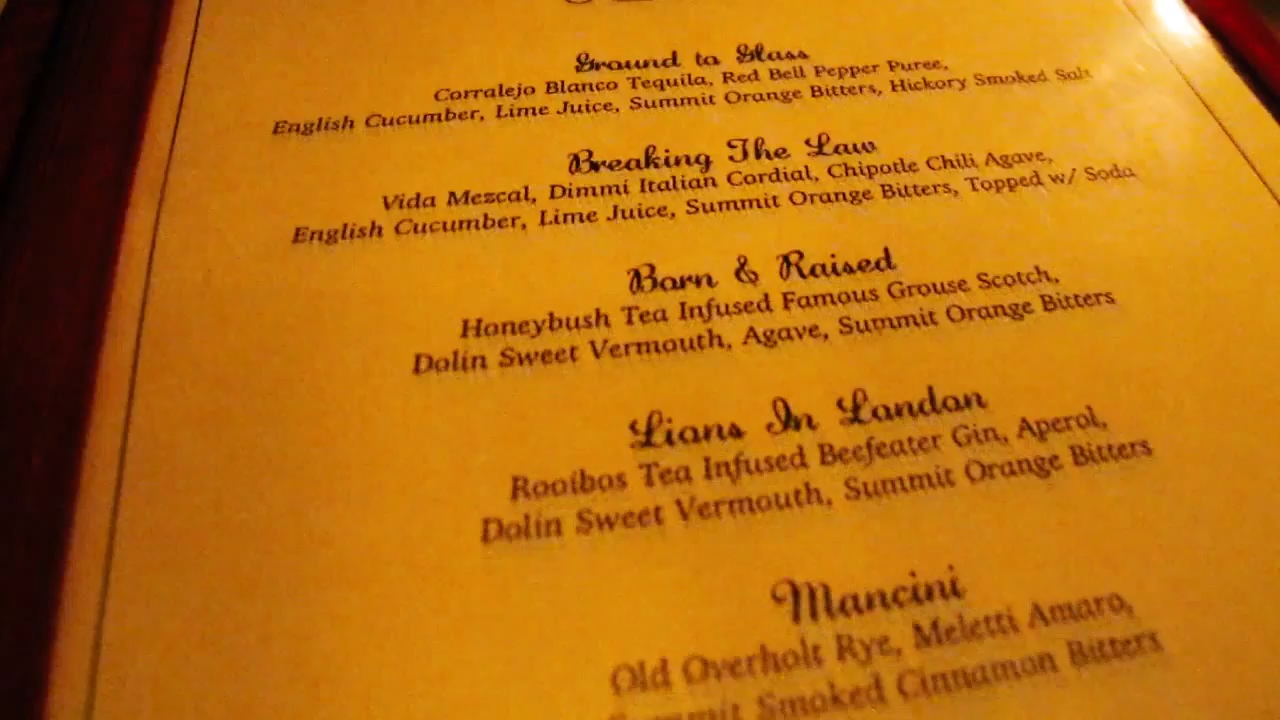 Ground to Glass
Corralejo Blanco Tequila, Red Bell Pepper Puree,
English Cucumber, Lime Juice, Summit Orange Bitters, Hickory Smoked Salt
Breaking The Law
Vida Mezcal, Dimmi Italian Cordial, Chipotle Chili Agave,
English Cucumber, Lime Juice, Summit Orange Bitters, Topped w/ Soda
Born & Raised
Honeybush Tea Infused Famous Grouse Scotch,
Dolin Sweet Vermouth, Agave, Summit Orange Bitters
Lions In London
Rooibos Tea Infused Beefeater Gin, Aperol,
Dolin Sweet Vermouth, Summit Orange Bitters
Mancini
Old Overholt Rye, Meletti Amaro,
Summit Smoked Cinnamon Bitters